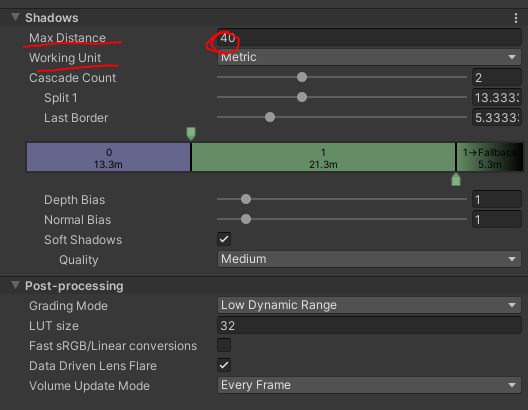 Shadows
Max Distance 40
Working Unit Metric
Cascade Count 2
Split 1 13.3333
Last Border 5.3333
0 1 1→Fallback
13.3m 21.3m 5.3m
Depth Bias 1
Normal Bias 1
Soft Shadows
Quality Medium
Post-processing
Grading Mode Low Dynamic Range
LUT size 32
Fast sRGB/Linear conversions
Data Driven Lens Flare
Volume Update Mode Every Frame